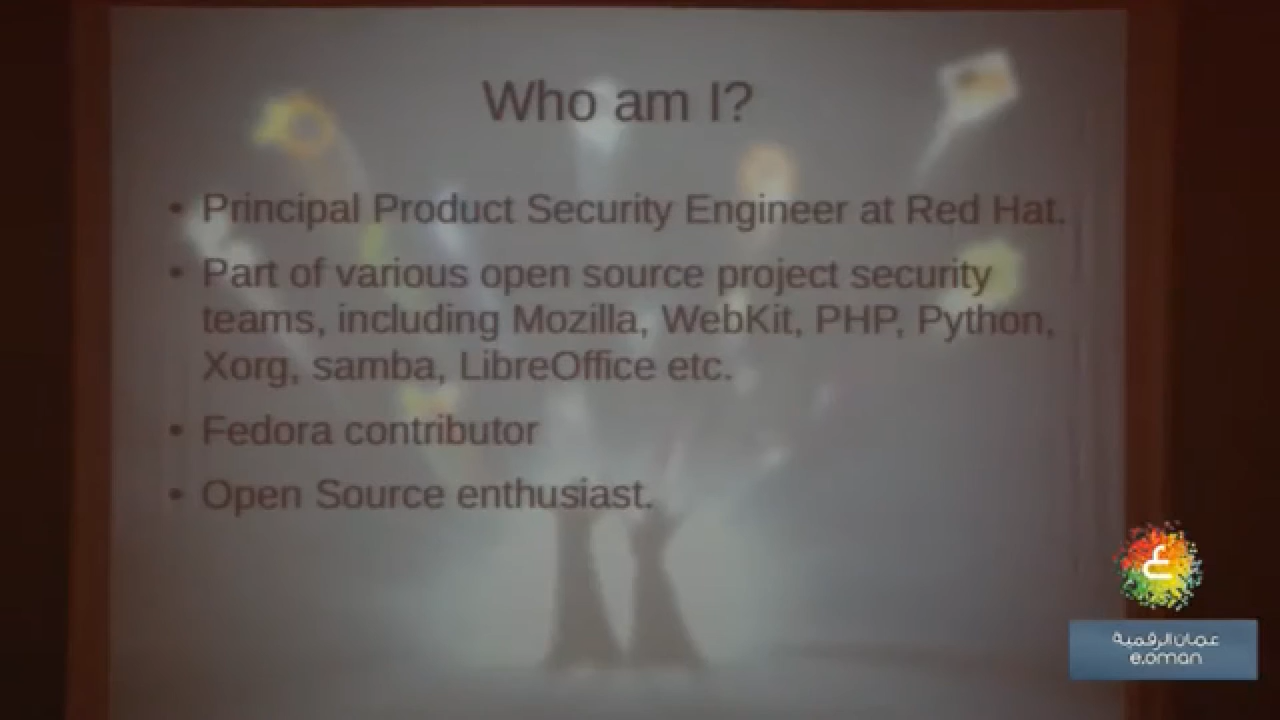 Who am I?
• Principal Product Security Engineer at Red Hat.
• Part of various open source project security
teams, including Mozilla, WebKit, PHP, Python,
Xorg, samba, LibreOffice etc.
• Fedora contributor
• Open Source enthusiast.
ع
عمان الرقمية
e.oman